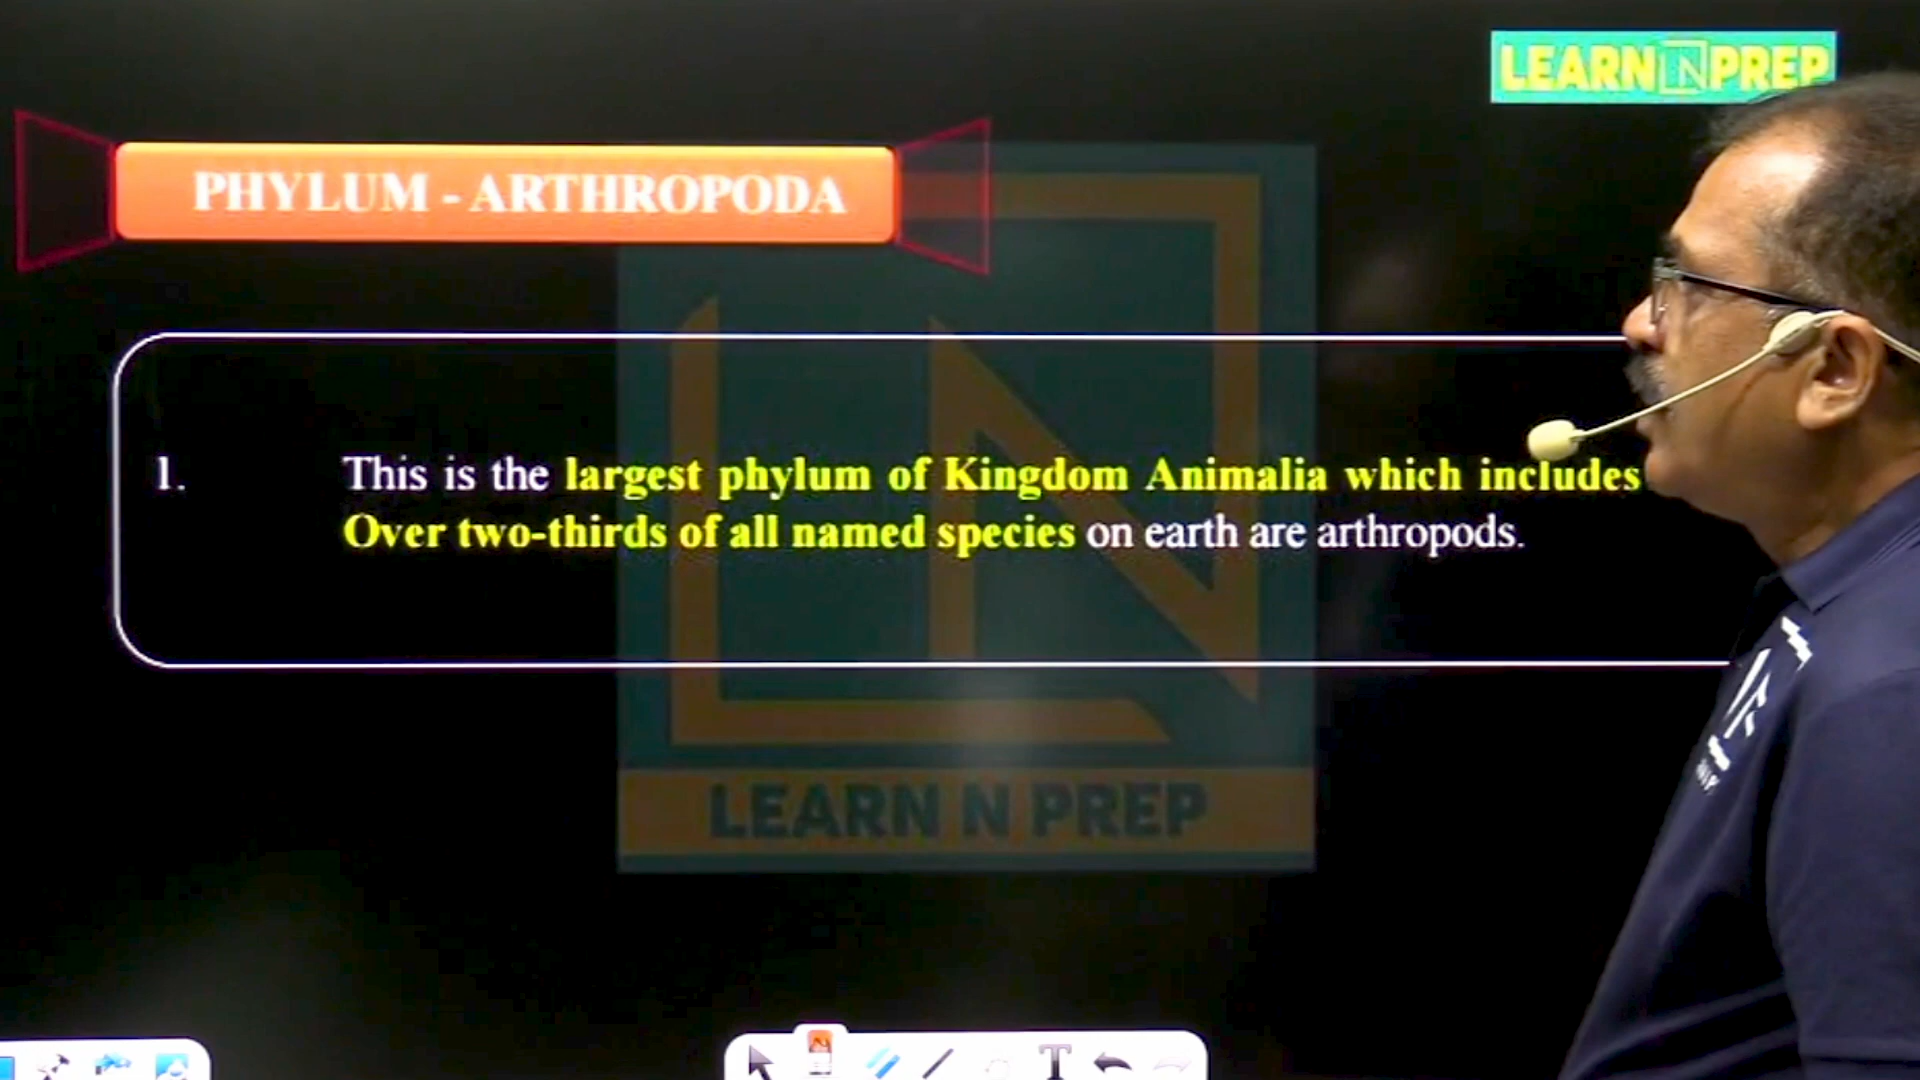 LEARN N PREP
PHYLUM - ARTHROPODA
1. This is the largest phylum of Kingdom Animalia which includes
Over two-thirds of all named species on earth are arthropods.
LEARN N PREP